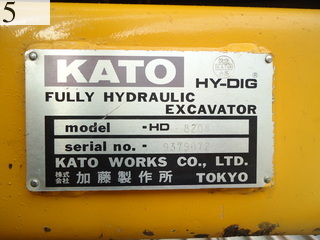 5
KATO HY-DIG®
FULLY HYDRAULIC
EXCAVATOR
model -HD
serial no. -
KATO WORKS CO., LTD.
株式会社 加藤製作所 TOKYO